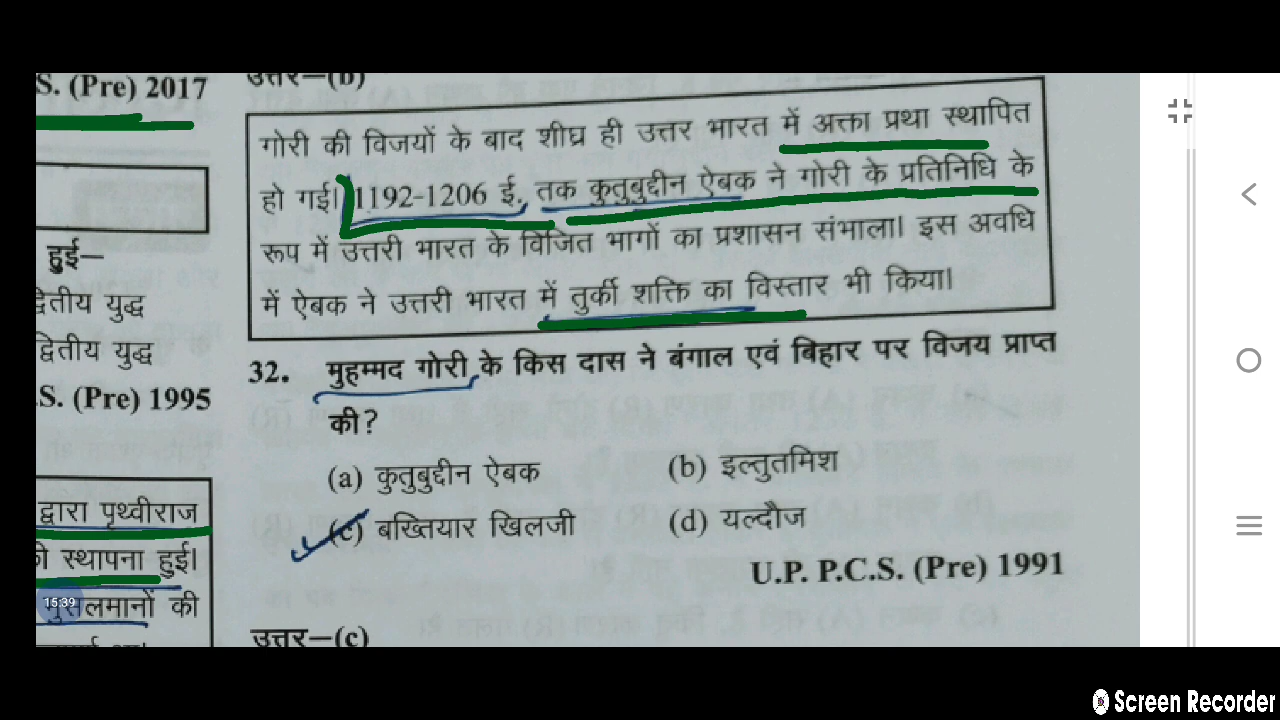 S. (Pre) 2017
हुई–
द्वितीय युद्ध
द्वितीय युद्ध
.S. (Pre) 1995
द्वारा पृथ्वीराज
स्थापना हुई।
मुसलमानों की
15:39
उत्तर–(b)
गोरी की विजयों के बाद शीघ्र ही उत्तर भारत में अक्ता प्रथा स्थापित
हो गई। 1192-1206 ई. तक कुतुबुद्दीन ऐबक ने गोरी के प्रतिनिधि के
रूप में उत्तरी भारत के विजित भागों का प्रशासन संभाला। इस अवधि
में ऐबक ने उत्तरी भारत में तुर्की शक्ति का विस्तार भी किया।
32. मुहम्मद गोरी के किस दास ने बंगाल एवं बिहार पर विजय प्राप्त
की?
(a) कुतुबुद्दीन ऐबक (b) इल्तुतमिश
(c) बख्तियार खिलजी (d) यल्दौज
U.P. P.C.S. (Pre) 1991
उत्तर–(c)
Screen Recorder